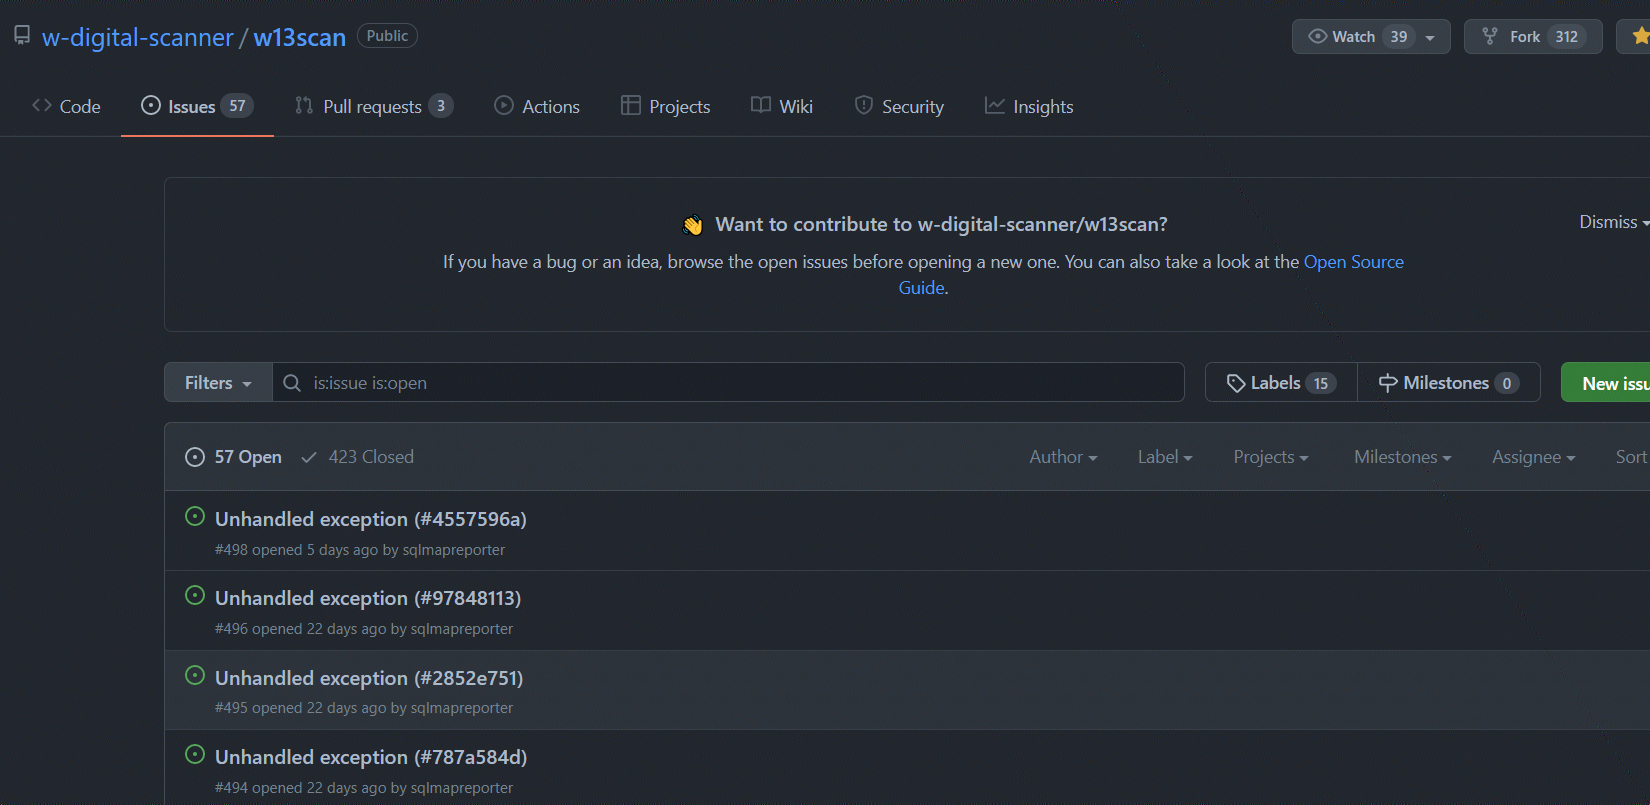 w-digital-scanner / w13scan Public Watch 39 Fork 312
Code Issues 57 Pull requests 3 Actions Projects Wiki Security Insights
Want to contribute to w-digital-scanner/w13scan? Dismiss
If you have a bug or an idea, browse the open issues before opening a new one. You can also take a look at the Open Source
Guide.
Filters is:issue is:open Labels 15 Milestones 0 New issu
57 Open 423 Closed Author Label Projects Milestones Assignee Sort
Unhandled exception (#4557596a)
#498 opened 5 days ago by sqlmapreporter
Unhandled exception (#97848113)
#496 opened 22 days ago by sqlmapreporter
Unhandled exception (#2852e751)
#495 opened 22 days ago by sqlmapreporter
Unhandled exception (#787a584d)
#494 opened 22 days ago by sqlmapreporter